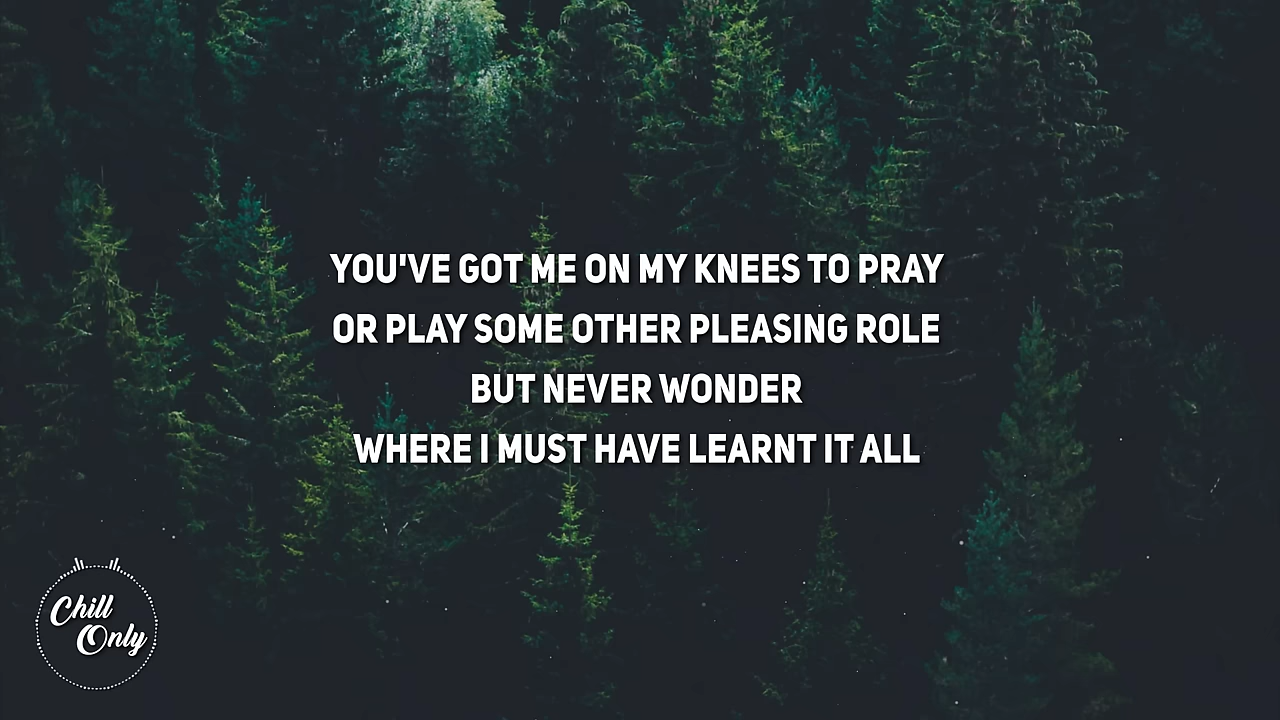 YOU'VE GOT ME ON MY KNEES TO PRAY
OR PLAY SOME OTHER PLEASING ROLE
BUT NEVER WONDER
WHERE I MUST HAVE LEARNT IT ALL
Chill
Only